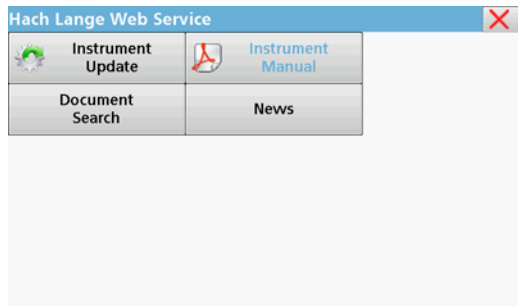 Hach Lange Web Service
Instrument
Update
Instrument
Manual
Document
Search
News